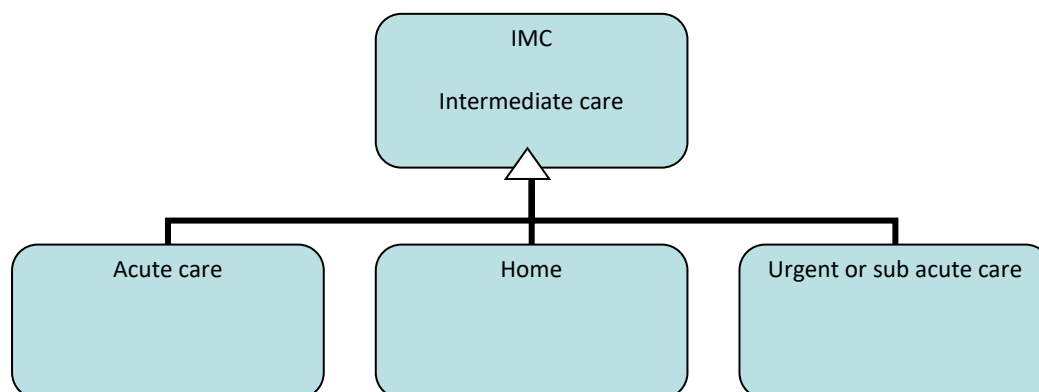 IMC
Intermediate care
Acute care
Home
Urgent or sub acute care